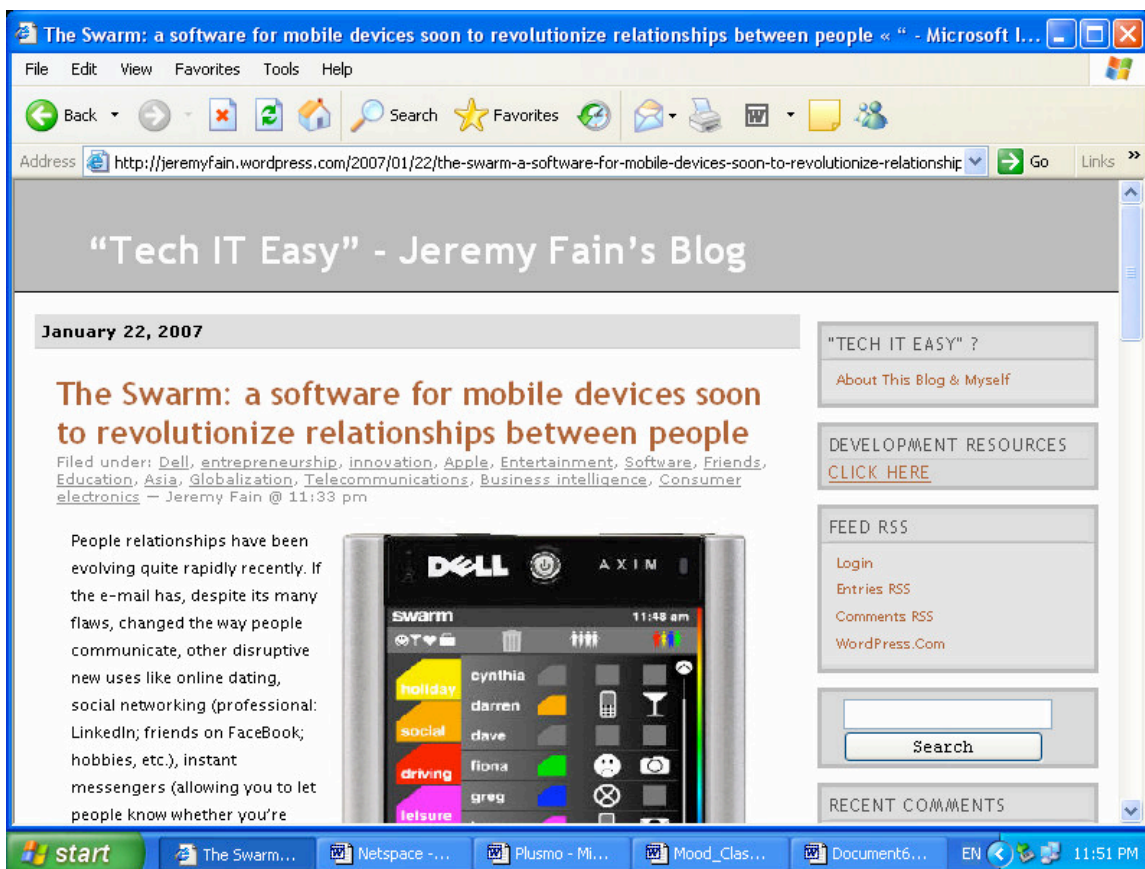 The Swarm: a software for mobile devices soon to revolutionize relationships between people « “ - Microsoft I...
File Edit View Favorites Tools Help
Back Search Favorites
Address http://jeremyfain.wordpress.com/2007/01/22/the-swarm-a-software-for-mobile-devices-soon-to-revolutionize-relationship Go Links »
“Tech IT Easy” - Jeremy Fain’s Blog
January 22, 2007
The Swarm: a software for mobile devices soon
to revolutionize relationships between people
Filed under: Dell, entrepreneurship, innovation, Apple, Entertainment, Software, Friends,
Education, Asia, Globalization, Telecommunications, Business intelligence, Consumer
electronics — Jeremy Fain @ 11:33 pm
People relationships have been
evolving quite rapidly recently. If
the e-mail has, despite its many
flaws, changed the way people
communicate, other disruptive
new uses like online dating,
social networking (professional:
LinkedIn; friends on FaceBook;
hobbies, etc.), instant
messengers (allowing you to let
people know whether you’re
DELL AXIM
swarm 11:48 am
holiday
social
driving
leisure
cynthia
darren
dave
fiona
greg
"TECH IT EASY" ?
About This Blog & Myself
DEVELOPMENT RESOURCES
CLICK HERE
FEED RSS
Login
Entries RSS
Comments RSS
WordPress.Com
Search
RECENT COMMENTS
start The Swarm... Netspace -... Plusmo - Mi... Mood_Clas... Document6... EN 11:51 PM